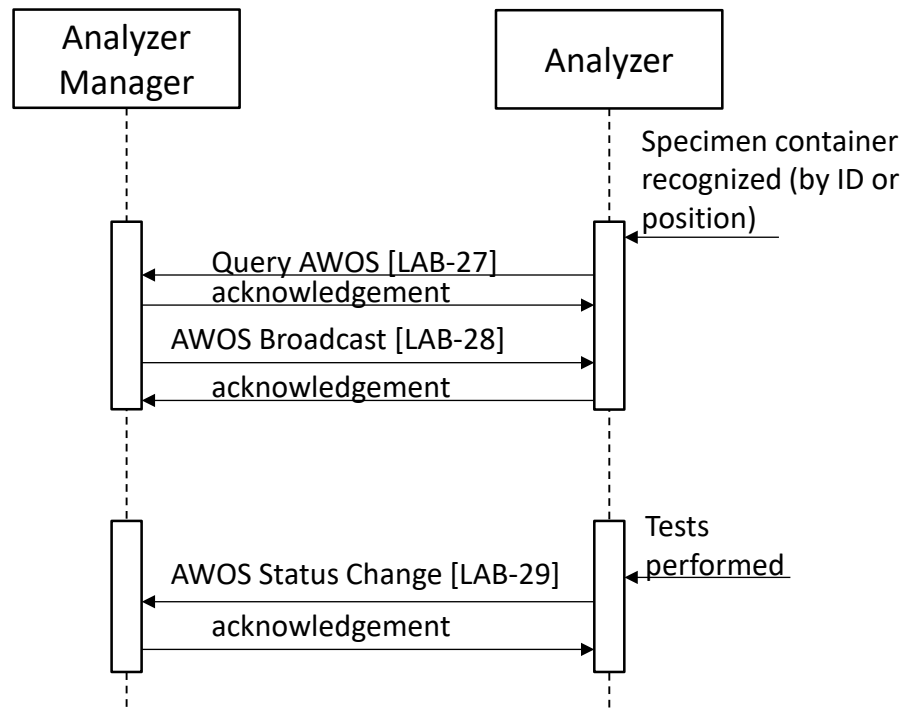 Analyzer
Manager
Analyzer
Specimen container
recognized (by ID or
position)
Query AWOS [LAB-27]
acknowledgement
AWOS Broadcast [LAB-28]
acknowledgement
Tests
performed
AWOS Status Change [LAB-29]
acknowledgement